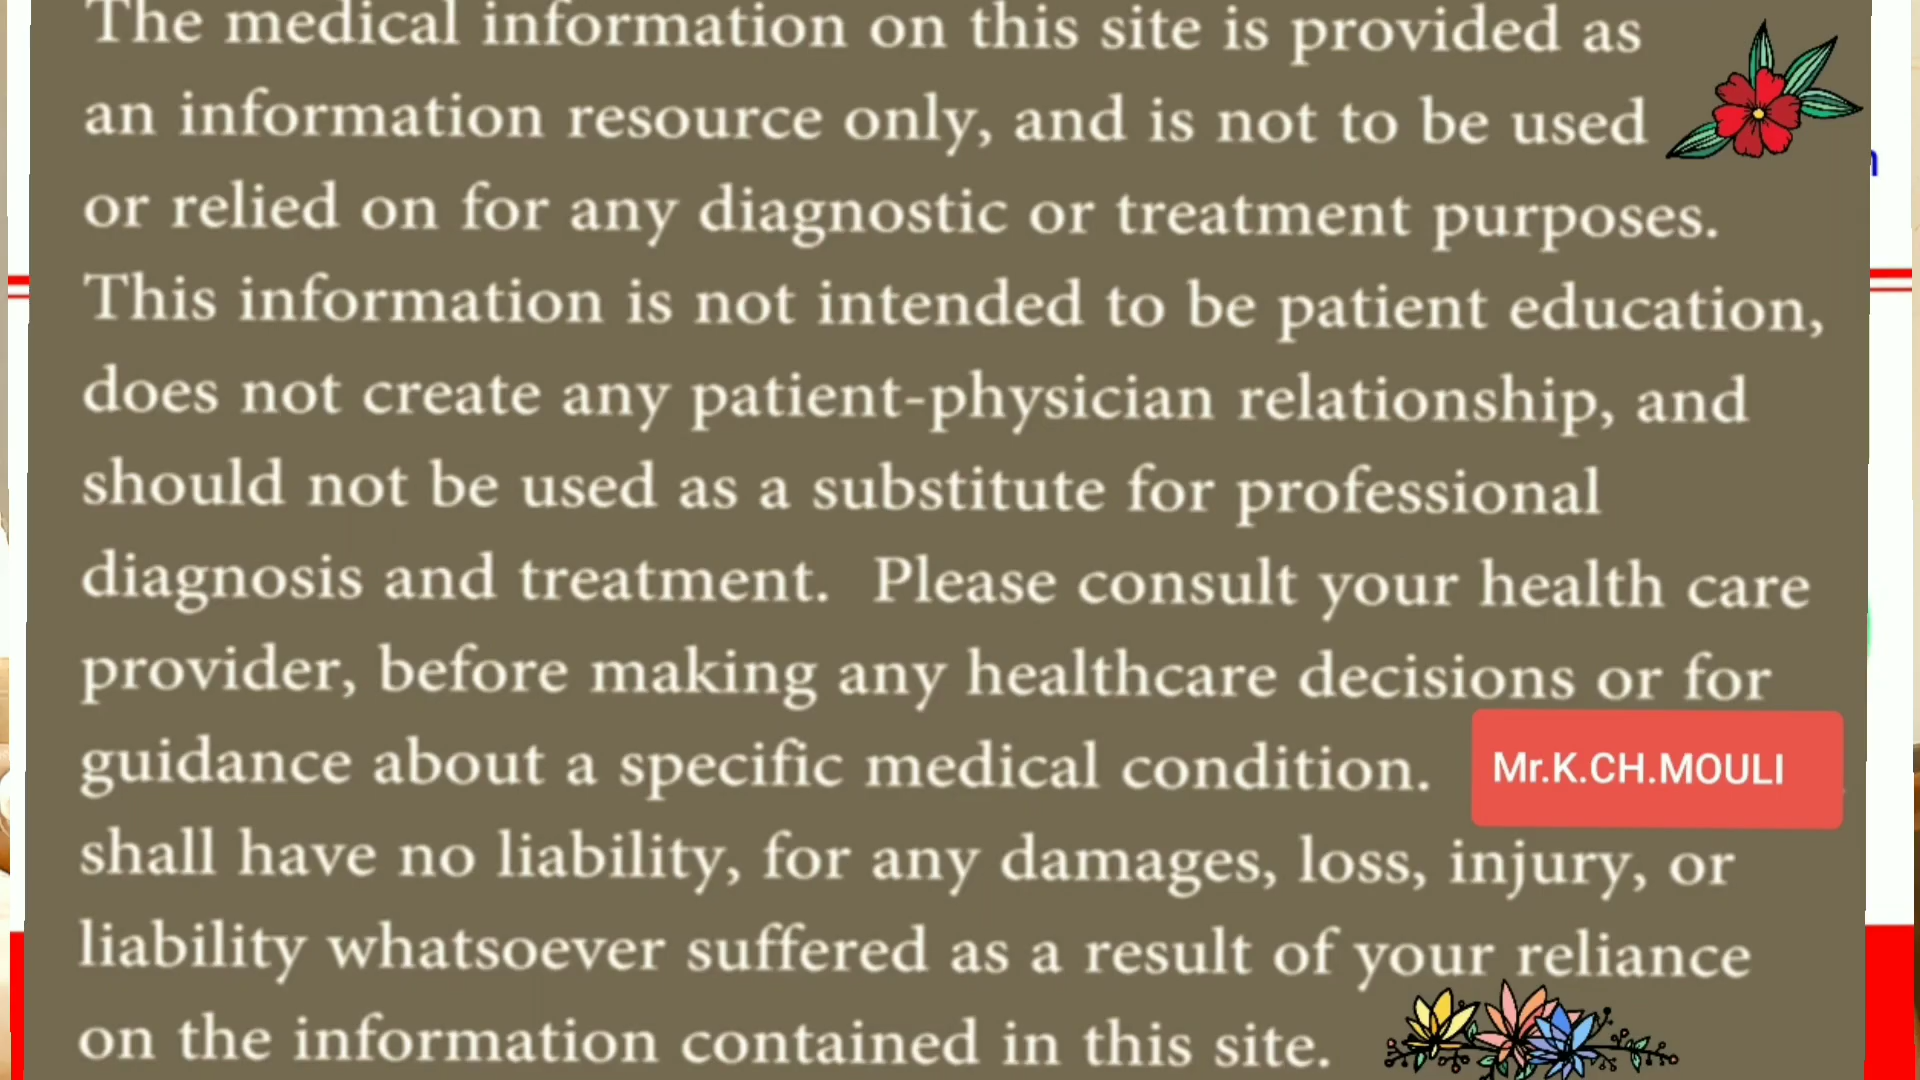 The medical information on this site is provided as
an information resource only, and is not to be used
or relied on for any diagnostic or treatment purposes.
This information is not intended to be patient education,
does not create any patient-physician relationship, and
should not be used as a substitute for professional
diagnosis and treatment. Please consult your health care
provider, before making any healthcare decisions or for
guidance about a specific medical condition. Mr.K.CH.MOULI
shall have no liability, for any damages, loss, injury, or
liability whatsoever suffered as a result of your reliance
on the information contained in this site.